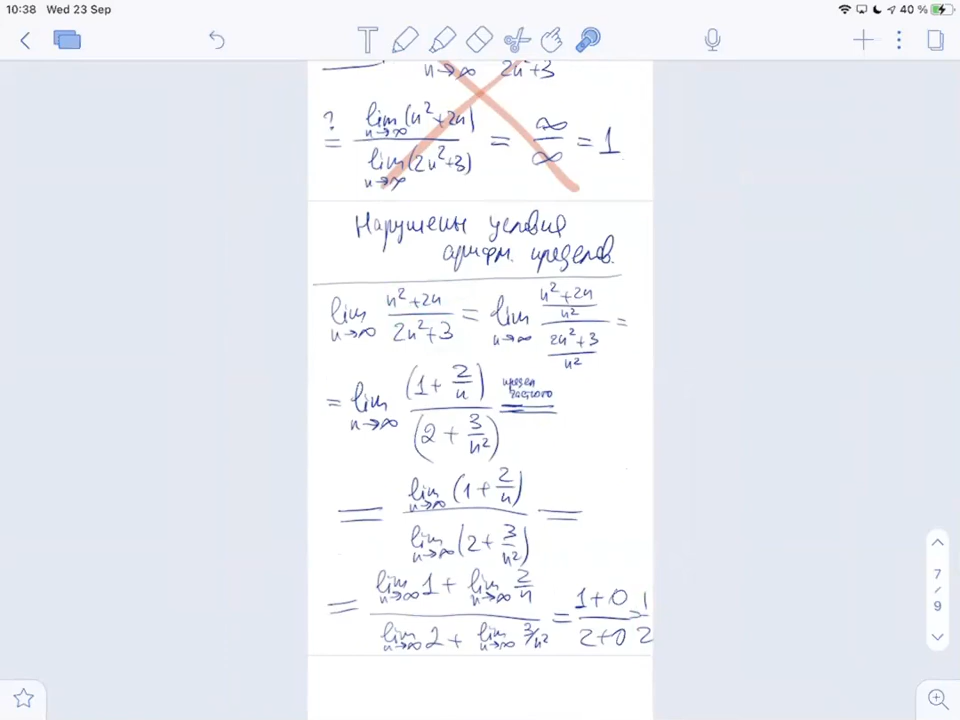 10:38 Wed 23 Sep
40 %
T
n→∞ 2n²+3
? = lim n→∞ (n²+2n) / lim n→∞ (2n²+3) = ∞/∞ = 1
Нарушены условия
арифм. пределов.
lim n→∞ (n²+2n)/(2n²+3) = lim n→∞ ((n²+2n)/n²)/((2n²+3)/n²) =
= lim n→∞ (1+2/n)/(2+3/n²) предел частного =
= lim n→∞ (1+2/n) / lim n→∞ (2+3/n²) =
= (lim n→∞ 1 + lim n→∞ 2/n)/(lim n→∞ 2 + lim n→∞ 3/n²) = (1+0)/(2+0) = 1/2
7
/
9